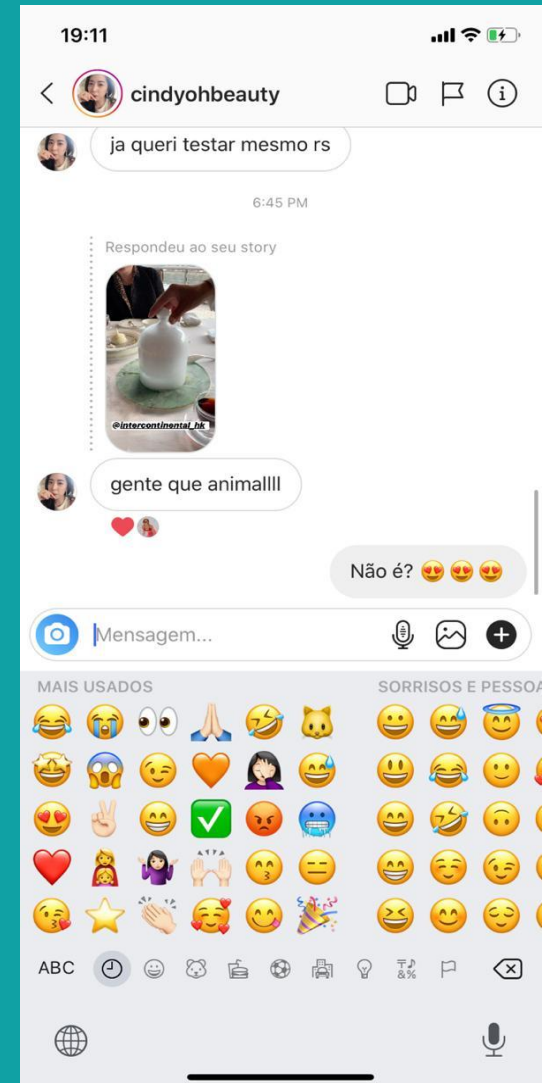 19:11
cindyohbeauty
ja queri testar mesmo rs
6:45 PM
Respondeu ao seu story
@intercontinental_hk
gente que animallll
Não é? 😍 😍 😍
Mensagem...
MAIS USADOS
SORRISOS E PESSOA
ABC